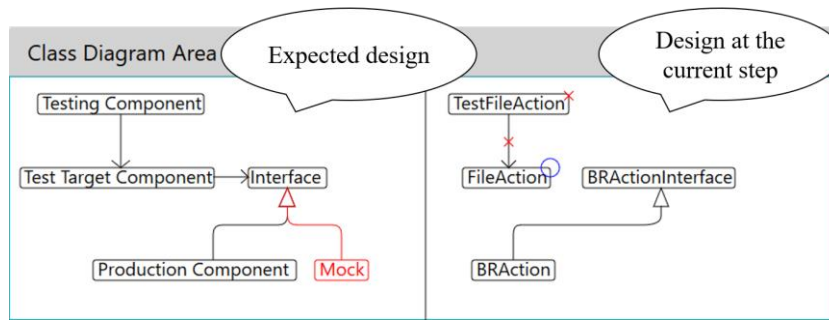 Class Diagram Area
Expected design
Design at the
current step
Testing Component
Test Target Component
Interface
Production Component
Mock
TestFileAction
FileAction
BRActionInterface
BRAction